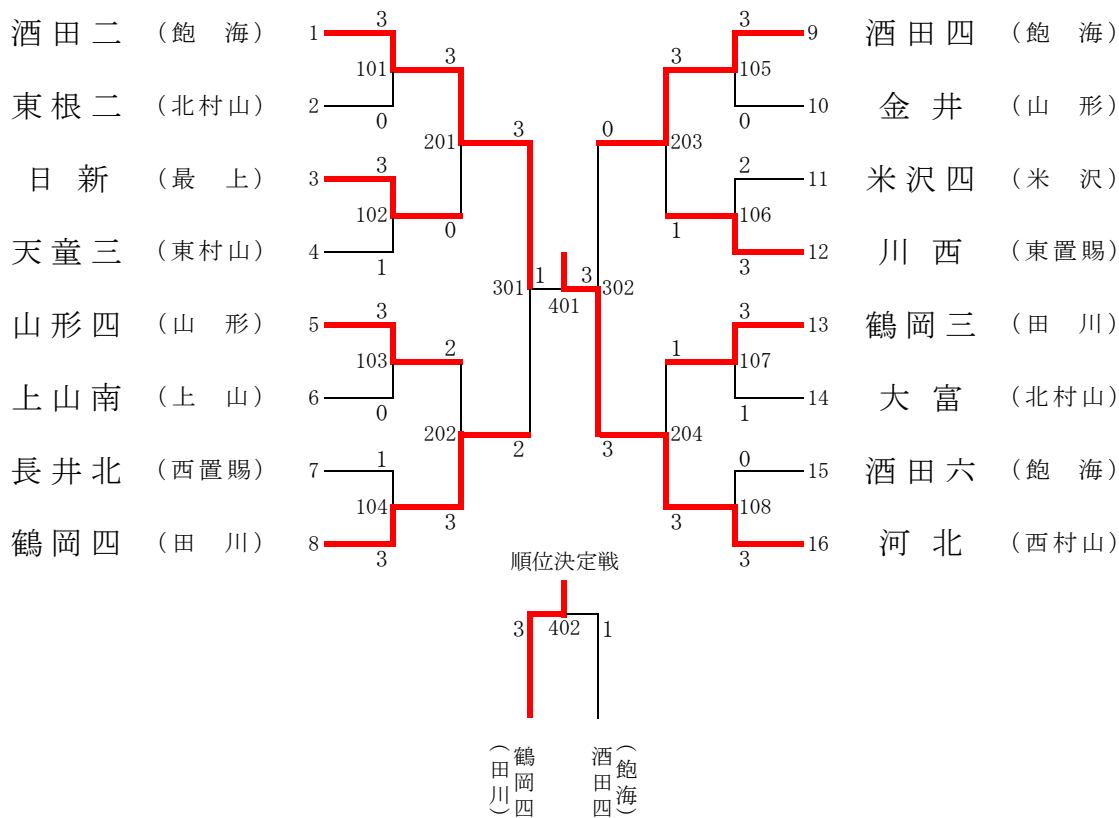 酒田二 （飽 海） 1 3 3 9 酒田四 （飽 海）
101 3 3 105
東根二 （北村山） 2 0 0 10 金井 （山 形）
201 3 0 203
日新 （最 上） 3 3 2 11 米沢四 （米 沢）
102 0 1 106
天童三 （東村山） 4 1 3 12 川西 （東置賜）
301 1 401 3 302
山形四 （山 形） 5 3 3 13 鶴岡三 （田 川）
103 2 1 107
上山南 （上 山） 6 0 1 14 大富 （北村山）
202 2 3 204
長井北 （西置賜） 7 1 0 15 酒田六 （飽 海）
104 3 3 108
鶴岡四 （田 川） 8 3 3 16 河北 （西村山）
順位決定戦
3 402 1
鶴岡四（田川）
酒田四（飽海）